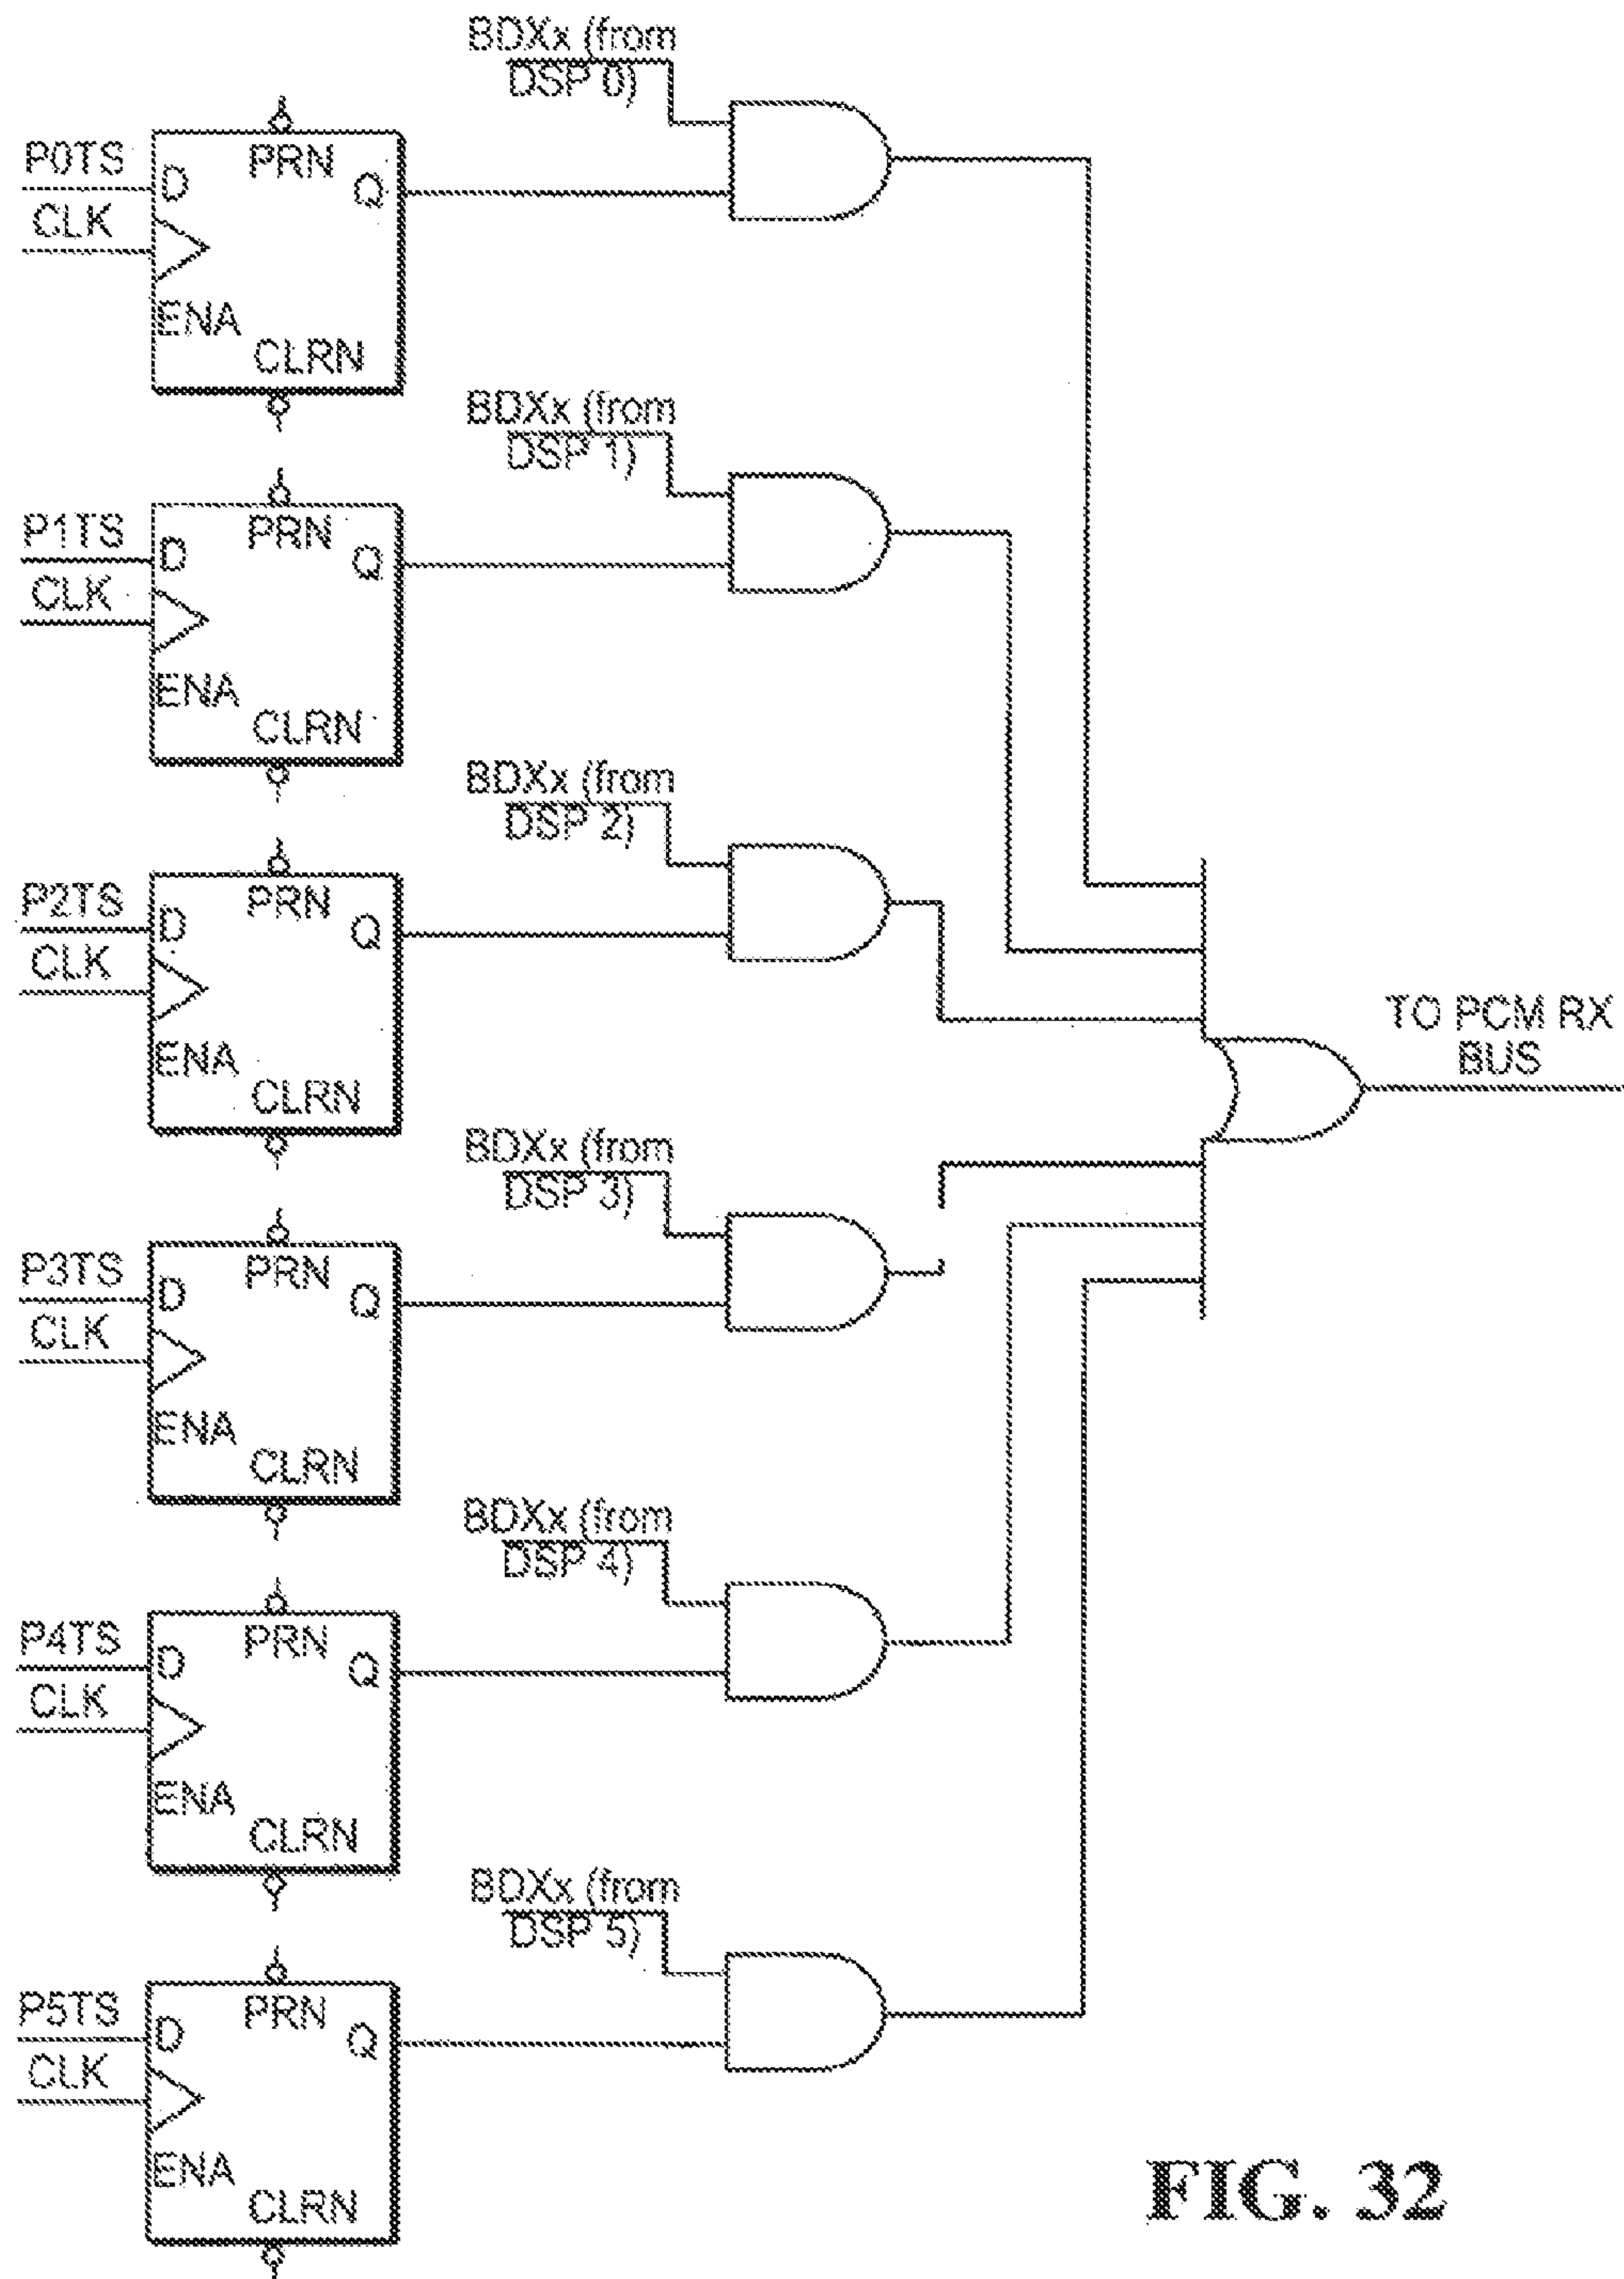 BDXx (from
DSP 0)
P0TS
CLK
D
PRN
Q
ENA
CLRN
BDXx (from
DSP 1)
P1TS
CLK
D
PRN
Q
ENA
CLRN
BDXx (from
DSP 2)
P2TS
CLK
D
PRN
Q
ENA
CLRN
TO PCM RX
BUS
BDXx (from
DSP 3)
P3TS
CLK
D
PRN
Q
ENA
CLRN
BDXx (from
DSP 4)
P4TS
CLK
D
PRN
Q
ENA
CLRN
BDXx (from
DSP 5)
P5TS
CLK
D
PRN
Q
ENA
CLRN
FIG. 32